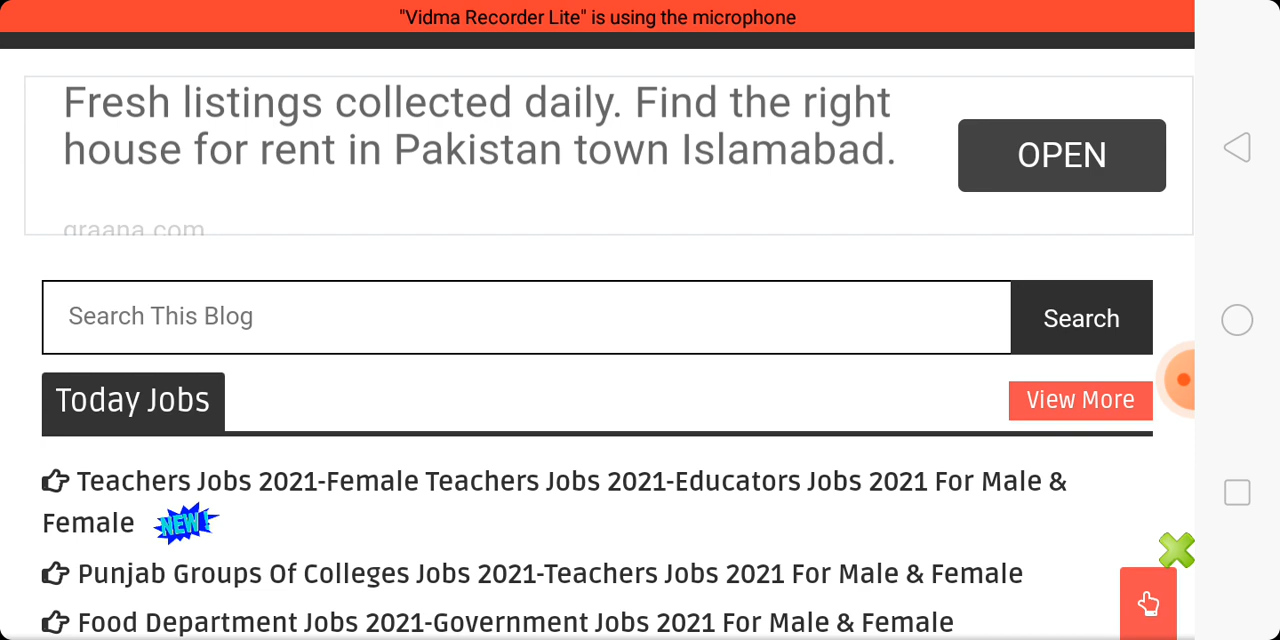 "Vidma Recorder Lite" is using the microphone
Fresh listings collected daily. Find the right
house for rent in Pakistan town Islamabad.
OPEN
graana.com
Search This Blog
Search
Today Jobs
View More
Teachers Jobs 2021-Female Teachers Jobs 2021-Educators Jobs 2021 For Male &
Female NEW!
Punjab Groups Of Colleges Jobs 2021-Teachers Jobs 2021 For Male & Female
Food Department Jobs 2021-Government Jobs 2021 For Male & Female